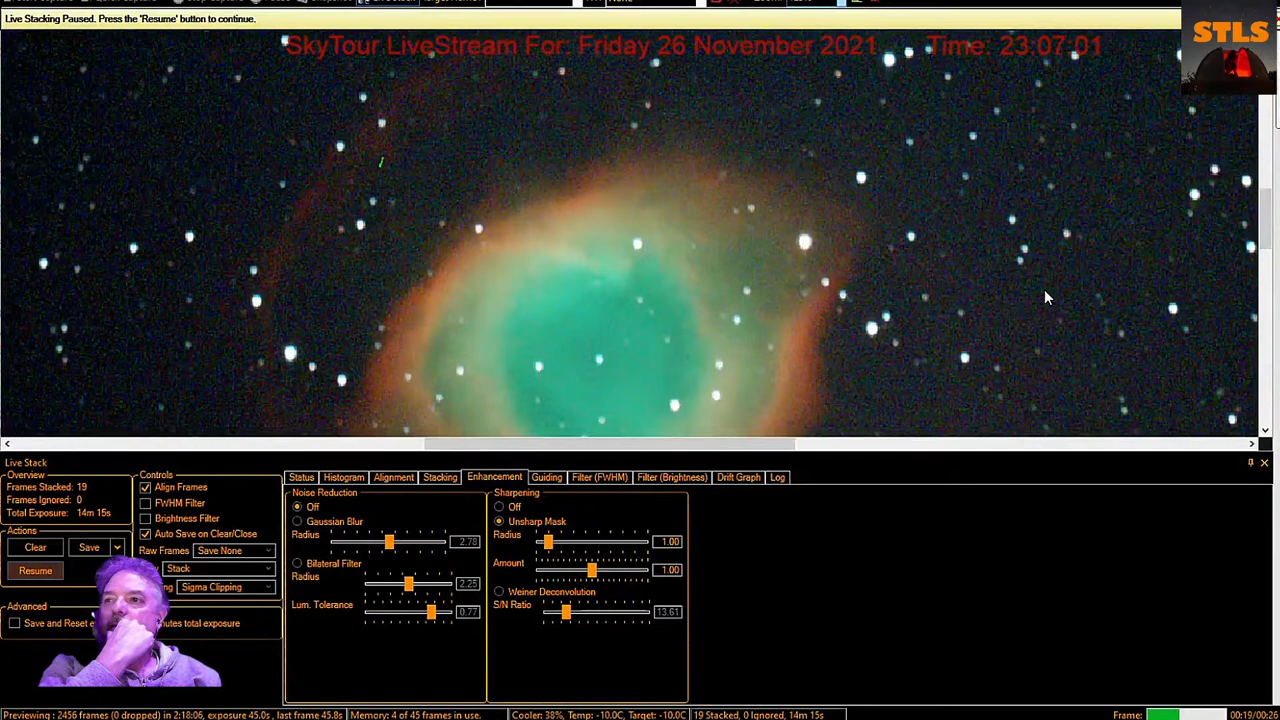 Live Stacking Paused. Press the 'Resume' button to continue.
SkyTour LiveStream For: Friday 26 November 2021 Time: 23:07:01
STLS
Live Stack
Overview
Frames Stacked: 19
Frames Ignored: 0
Total Exposure: 14m 15s
Actions
Clear Save
Resume
Controls
Align Frames
FWHM Filter
Brightness Filter
Auto Save on Clear/Close
Raw Frames Save None
Stack
Sigma Clipping
Advanced
Save and Reset
total exposure
Status Histogram Alignment Stacking Enhancement Guiding Filter (FWHM) Filter (Brightness) Drift Graph Log
Noise Reduction
Off
Gaussian Blur
Radius 2.78
Bilateral Filter
Radius 2.25
Lum. Tolerance 0.77
Sharpening
Off
Unsharp Mask
Radius 1.00
Amount 1.00
Weiner Deconvolution
S/N Ratio 13.61
Previewing : 2456 frames (0 dropped) in 2:18:06, exposure 45.0s , last frame 45.8s Memory: 4 of 45 frames in use. Cooler: 38%, Temp: -10.0C, Target: -10.0C 19 Stacked, 0 Ignored, 14m 15s Frame: 00:19/00:26